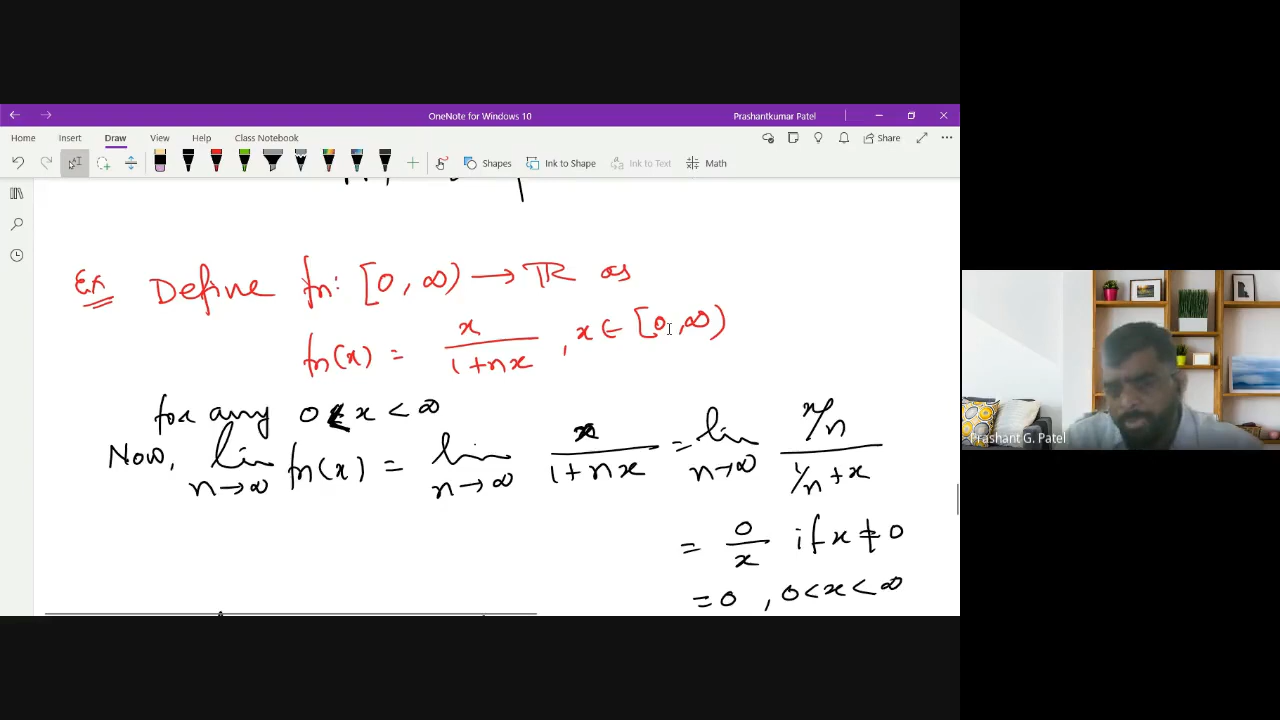 OneNote for Windows 10
Prashantkumar Patel
Home Insert Draw View Help Class Notebook
Share
Shapes Ink to Shape Ink to Text Math
Ex Define fn: [0, ∞) → ℝ as
fn(x) = x/(1+nx) , x ∈ [0, ∞)
for any 0 < x < ∞
Now, lim n→∞ fn(x) = lim n→∞ x/(1+nx) = lim n→∞ (x/n)/(1/n + x)
= 0/x if x ≠ 0
= 0 , 0 < x < ∞
Prashant G. Patel